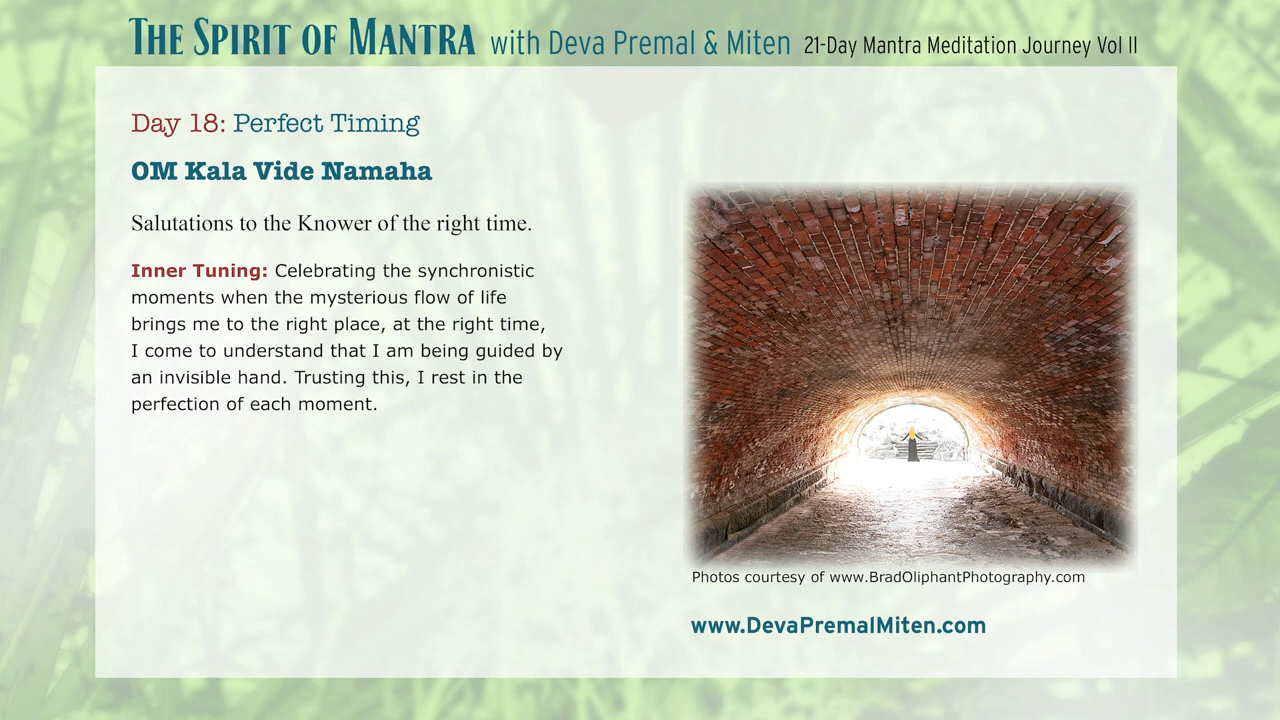 The Spirit of Mantra with Deva Premal & Miten 21-Day Mantra Meditation Journey Vol II
Day 18: Perfect Timing
OM Kala Vide Namaha
Salutations to the Knower of the right time.
Inner Tuning: Celebrating the synchronistic
moments when the mysterious flow of life
brings me to the right place, at the right time,
I come to understand that I am being guided by
an invisible hand. Trusting this, I rest in the
perfection of each moment.
Photos courtesy of www.BradOliphantPhotography.com
www.DevaPremalMiten.com